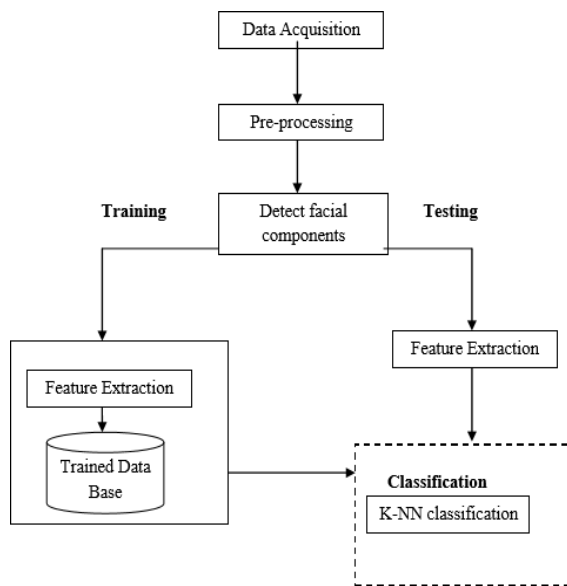 Data Acquisition
Pre-processing
Training
Detect facial
components
Testing
Feature Extraction
Trained Data
Base
Feature Extraction
Classification
K-NN classification